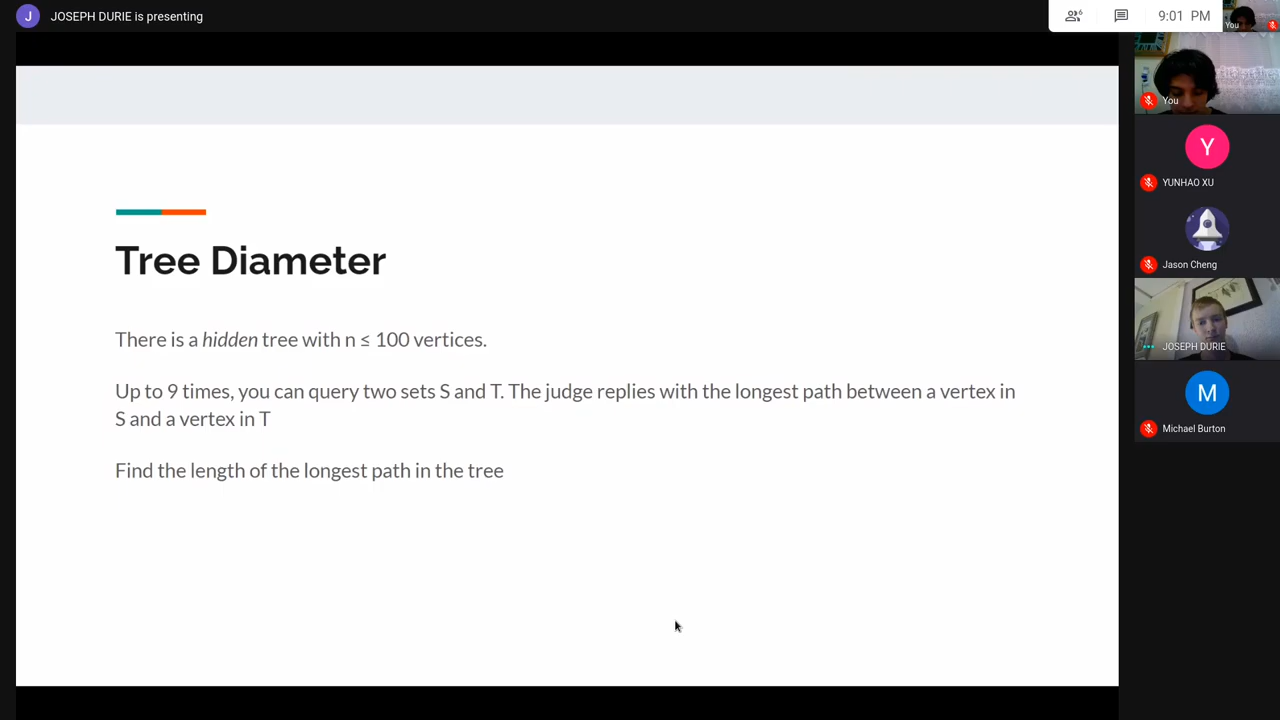 J JOSEPH DURIE is presenting
6
9:01 PM
You
You
Y
YUNHAO XU
Jason Cheng
JOSEPH DURIE
M
Michael Burton
Tree Diameter
There is a hidden tree with n ≤ 100 vertices.
Up to 9 times, you can query two sets S and T. The judge replies with the longest path between a vertex in
S and a vertex in T
Find the length of the longest path in the tree